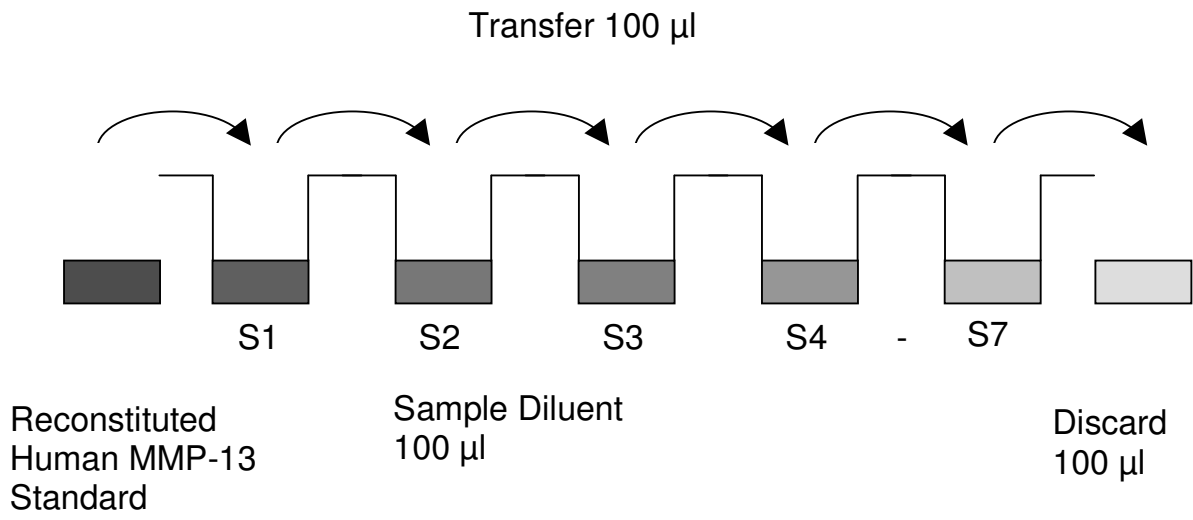 Transfer 100 µl
S1 S2 S3 S4 - S7
Reconstituted
Human MMP-13
Standard
Sample Diluent
100 µl
Discard
100 µl